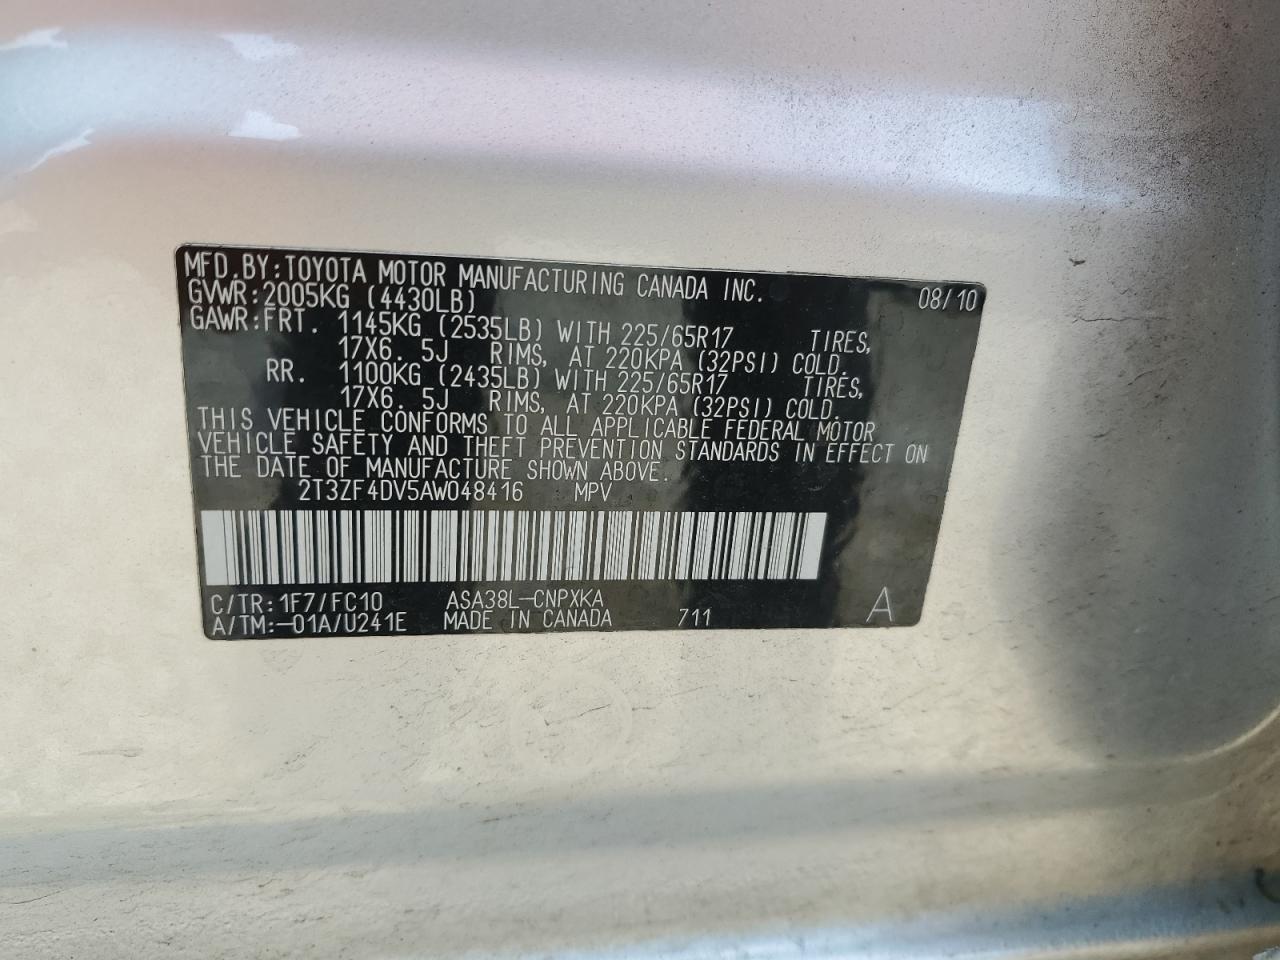 MFD.BY:TOYOTA MOTOR MANUFACTURING CANADA INC. 08/10
GVWR:2005KG (4430LB)
GAWR:FRT. 1145KG (2535LB) WITH 225/65R17 TIRES,
17X6.5J RIMS, AT 220KPA (32PSI) COLD.
RR. 1100KG (2435LB) WITH 225/65R17 TIRES,
17X6.5J RIMS, AT 220KPA (32PSI) COLD.
THIS VEHICLE CONFORMS TO ALL APPLICABLE FEDERAL MOTOR
VEHICLE SAFETY AND THEFT PREVENTION STANDARDS IN EFFECT ON
THE DATE OF MANUFACTURE SHOWN ABOVE.
2T3ZF4DV5AW048416 MPV
C/TR:1F7/FC10 ASA38L-CNPXKA
A/TM:-01A/U241E MADE IN CANADA 711 A